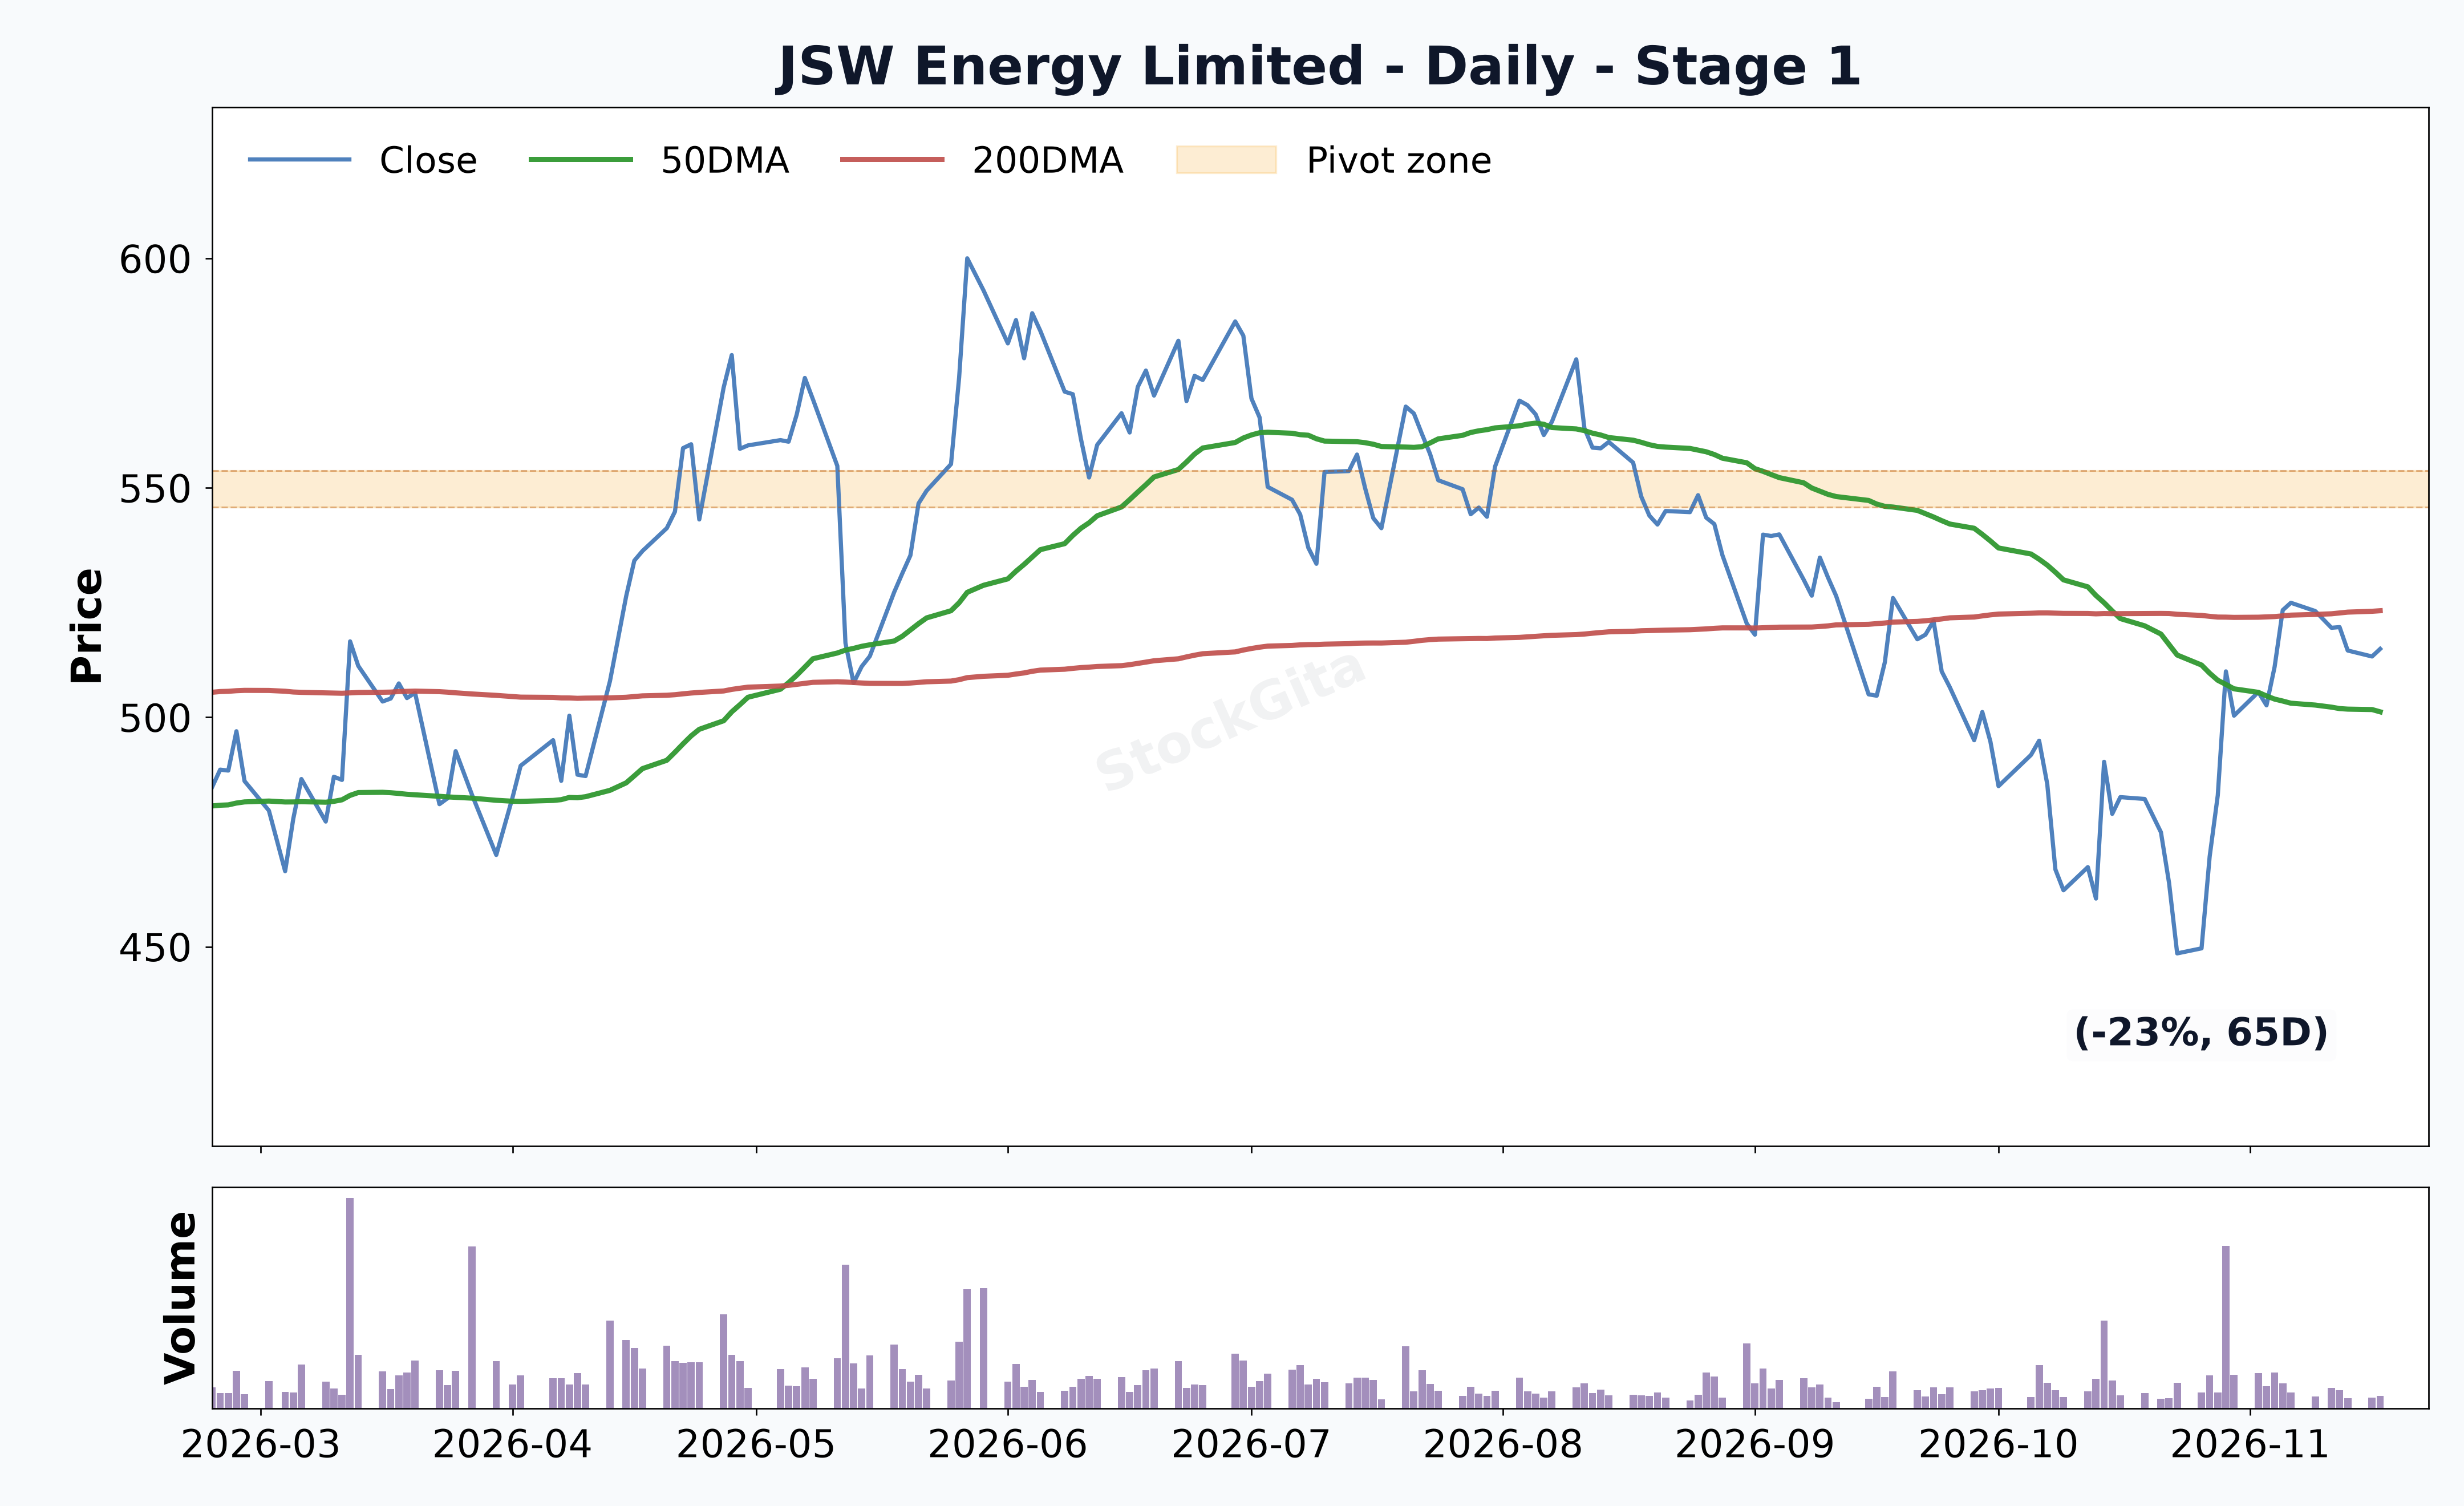 JSW Energy Limited - Daily - Stage 1
Close 50DMA 200DMA Pivot zone
600
550
500
450
Price
StockGita
(-23%, 65D)
Volume
2026-03 2026-04 2026-05 2026-06 2026-07 2026-08 2026-09 2026-10 2026-11